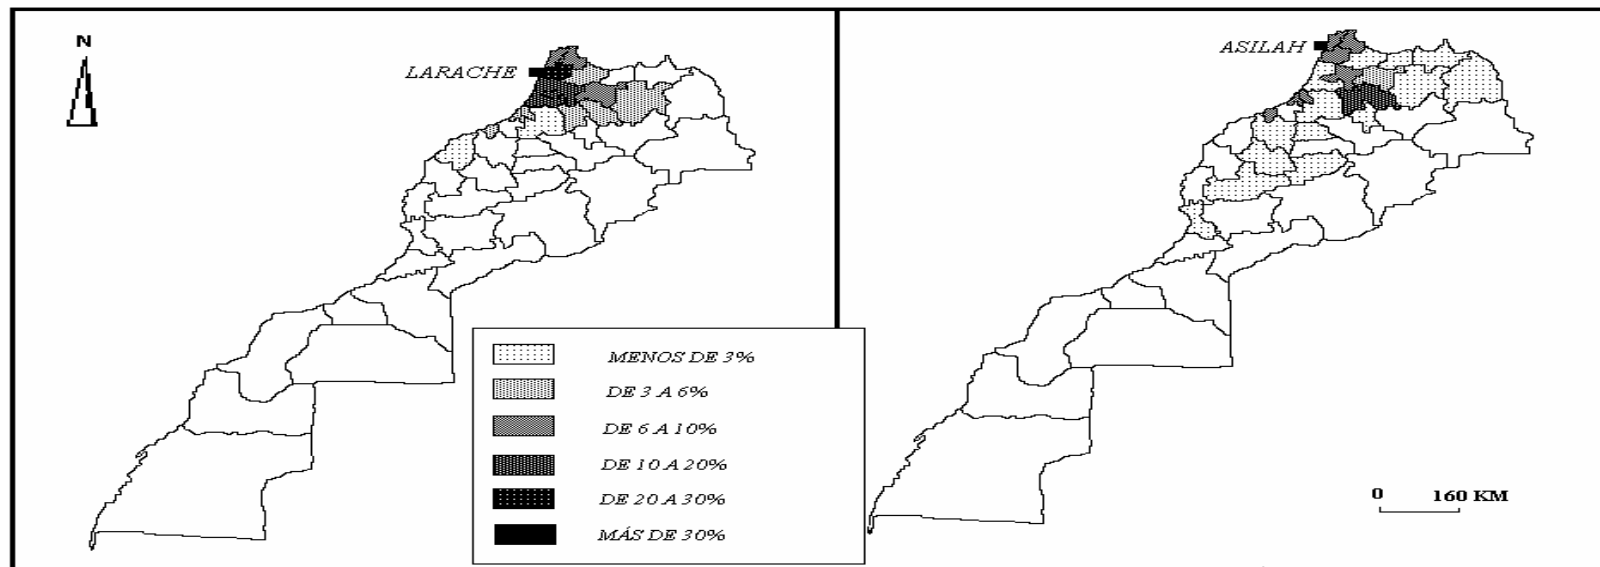 N
LARACHE
ASILAH
MENOS DE 3%
DE 3 A 6%
DE 6 A 10%
DE 10 A 20%
DE 20 A 30%
MÁS DE 30%
0 160 KM